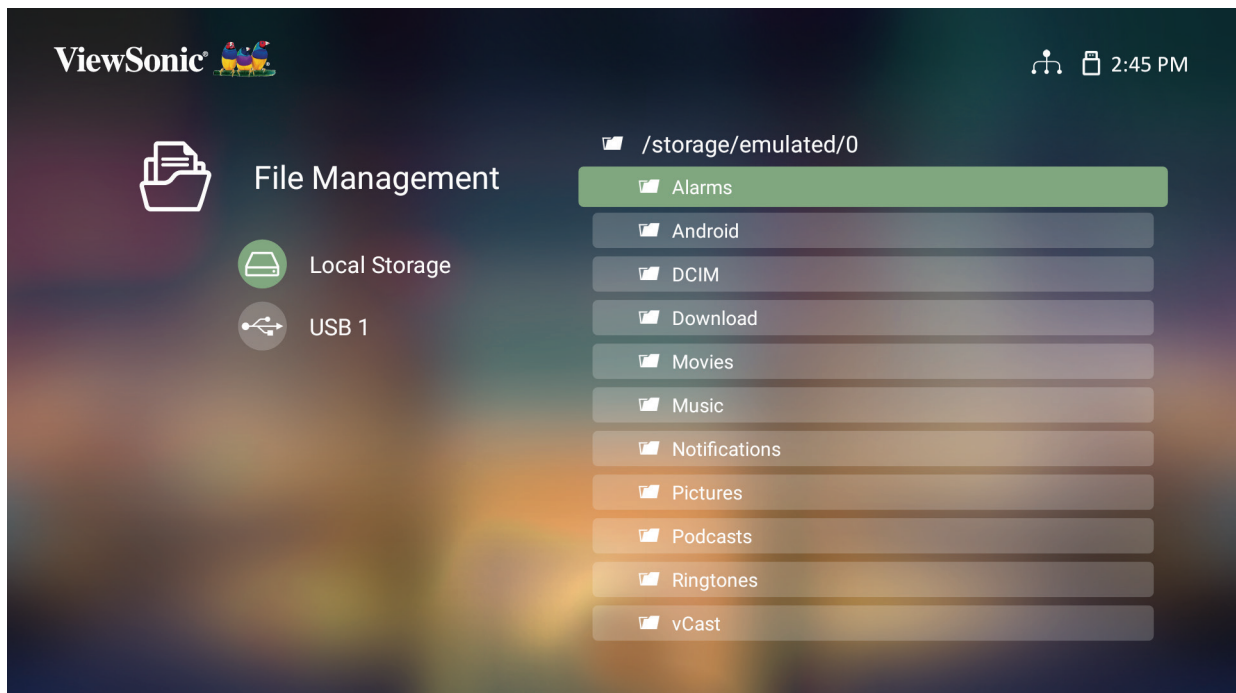 ViewSonic®
2:45 PM
File Management
Local Storage
USB 1
/storage/emulated/0
Alarms
Android
DCIM
Download
Movies
Music
Notifications
Pictures
Podcasts
Ringtones
vCast